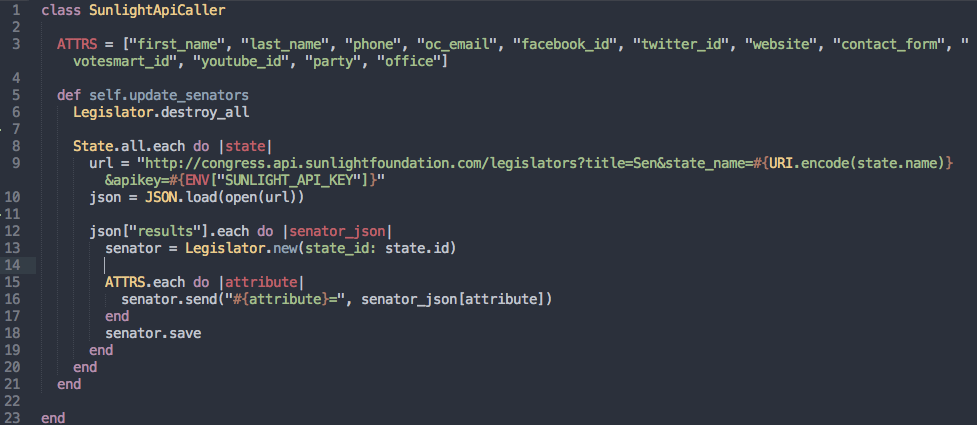 1 class SunlightApiCaller
2
3 ATTRS = ["first_name", "last_name", "phone", "oc_email", "facebook_id", "twitter_id", "website", "contact_form", "
votesmart_id", "youtube_id", "party", "office"]
4
5 def self.update_senators
6 Legislator.destroy_all
7
8 State.all.each do |state|
9 url = "http://congress.api.sunlightfoundation.com/legislators?title=Sen&state_name=#{URI.encode(state.name)}
&apikey=#{ENV["SUNLIGHT_API_KEY"]}"
10 json = JSON.load(open(url))
11
12 json["results"].each do |senator_json|
13 senator = Legislator.new(state_id: state.id)
14
15 ATTRS.each do |attribute|
16 senator.send("#{attribute}=", senator_json[attribute])
17 end
18 senator.save
19 end
20 end
21 end
22
23 end